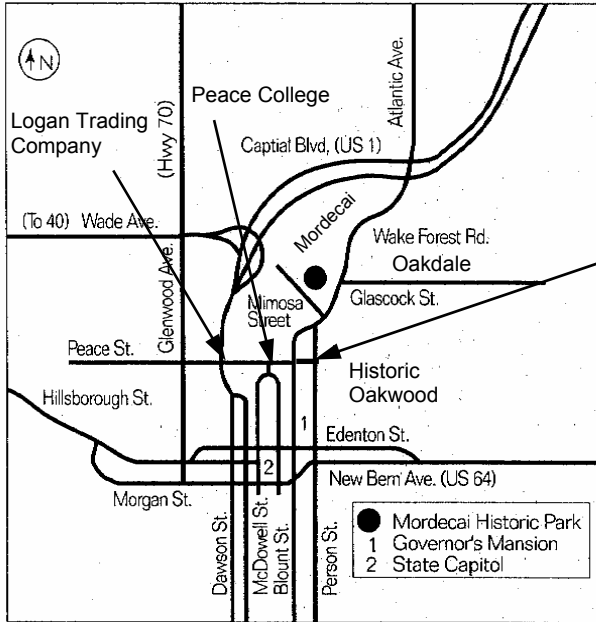 N
Peace College
Logan Trading
Company
(Hwy 70)
Atlantic Ave.
Captial Blvd, (US 1)
(To 40) Wade Ave.
Mordecai
Wake Forest Rd.
Oakdale
Glascock St.
Glenwood Ave.
Mimosa
Street
Peace St.
Hillsborough St.
Historic
Oakwood
1
Edenton St.
2
New Bern Ave. (US 64)
Morgan St.
Dawson St.
McDowell St.
Blount St.
Person St.
Mordecai Historic Park
1 Governor's Mansion
2 State Capitol